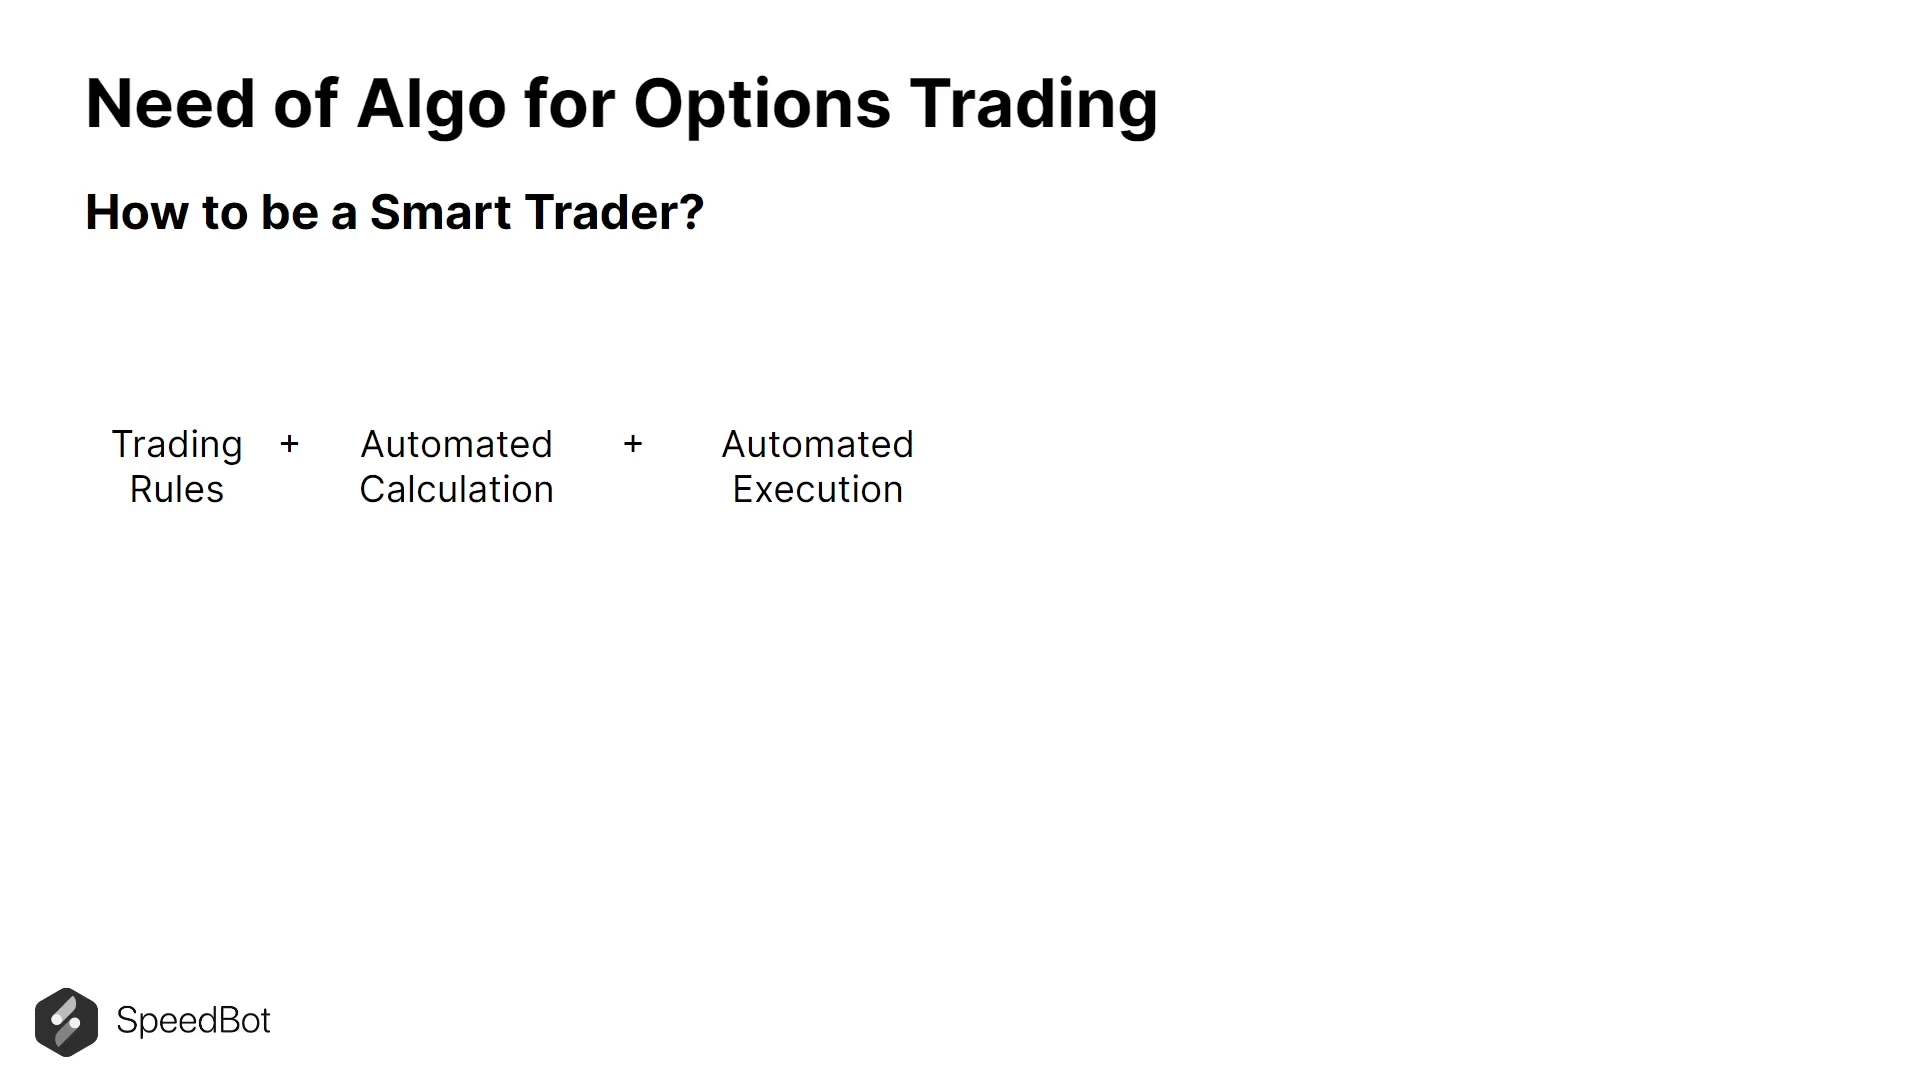 Need of Algo for Options Trading
How to be a Smart Trader?
Trading + Automated + Automated
Rules Calculation Execution
SpeedBot